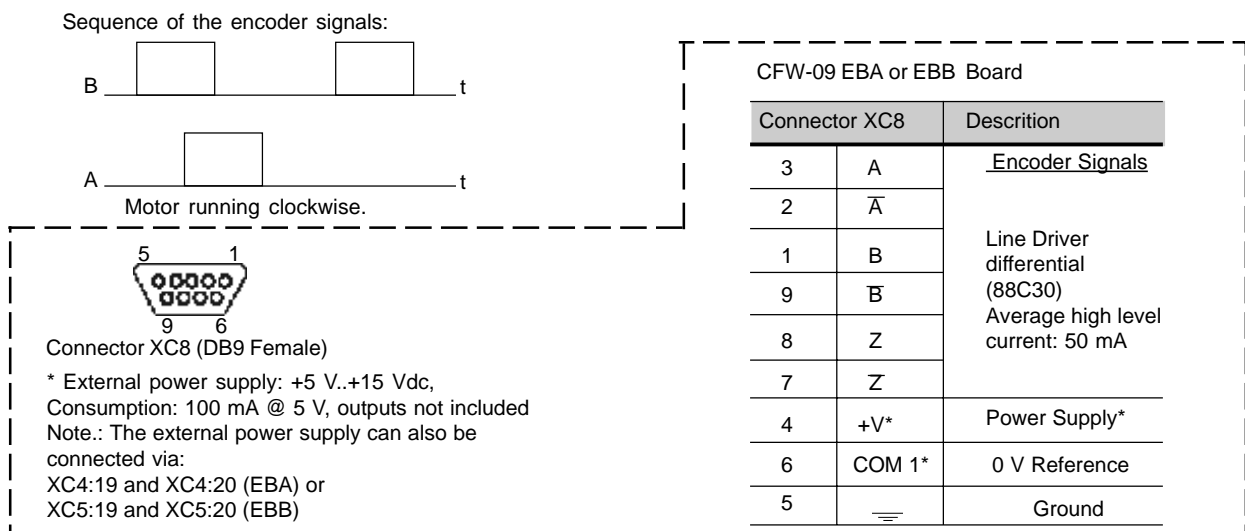 Sequence of the encoder signals:
B
t
A
t
Motor running clockwise.
5 1
9 6
Connector XC8 (DB9 Female)
* External power supply: +5 V..+15 Vdc,
Consumption: 100 mA @ 5 V, outputs not included
Note.: The external power supply can also be
connected via:
XC4:19 and XC4:20 (EBA) or
XC5:19 and XC5:20 (EBB)
CFW-09 EBA or EBB Board
Connector XC8 Descrition
3 A Encoder Signals
2 A̅
1 B
9 B̅
8 Z
7 Z̅
Line Driver
differential
(88C30)
Average high level
current: 50 mA
4 +V* Power Supply*
6 COM 1* 0 V Reference
5 ⏚ Ground